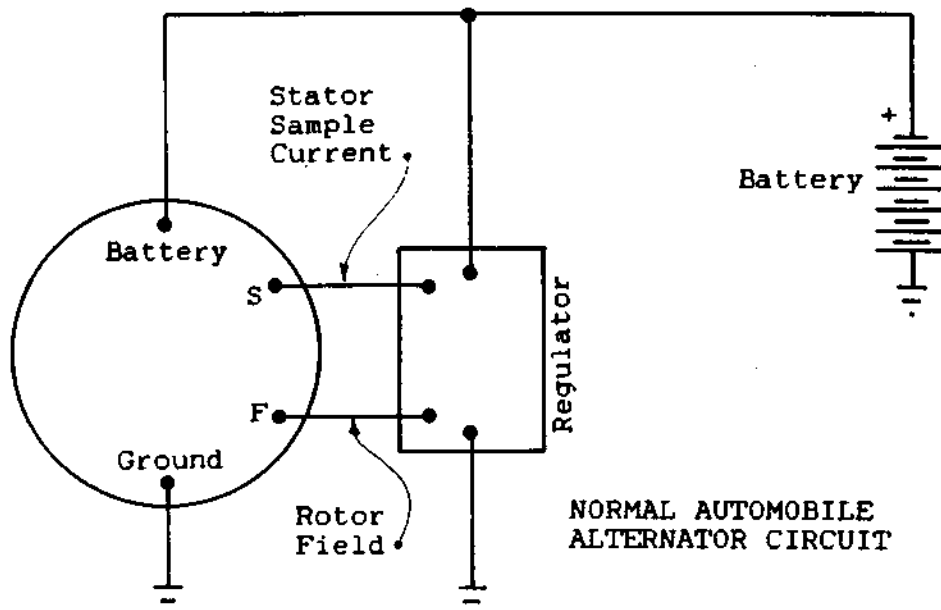 Stator
Sample
Current
+
Battery
Battery
S
Regulator
F
Ground
Rotor
Field
NORMAL AUTOMOBILE
ALTERNATOR CIRCUIT